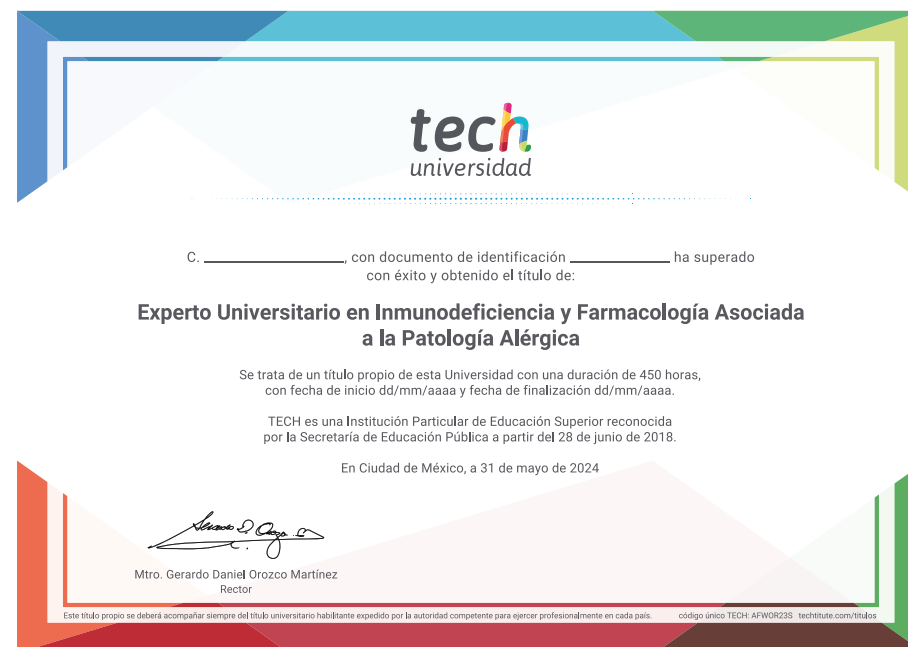 tech
universidad
C. ____________, con documento de identificación ____________ ha superado
con éxito y obtenido el título de:
Experto Universitario en Inmunodeficiencia y Farmacología Asociada
a la Patología Alérgica
Se trata de un título propio de esta Universidad con una duración de 450 horas,
con fecha de inicio dd/mm/aaaa y fecha de finalización dd/mm/aaaa.
TECH es una Institución Particular de Educación Superior reconocida
por la Secretaría de Educación Pública a partir del 28 de junio de 2018.
En Ciudad de México, a 31 de mayo de 2024
Mtro. Gerardo Daniel Orozco Martínez
Rector
Este título propio se deberá acompañar siempre del título universitario habilitante expedido por la autoridad competente para ejercer profesionalmente en cada país. código único TECH: AFWOR23S techtitute.com/titulos